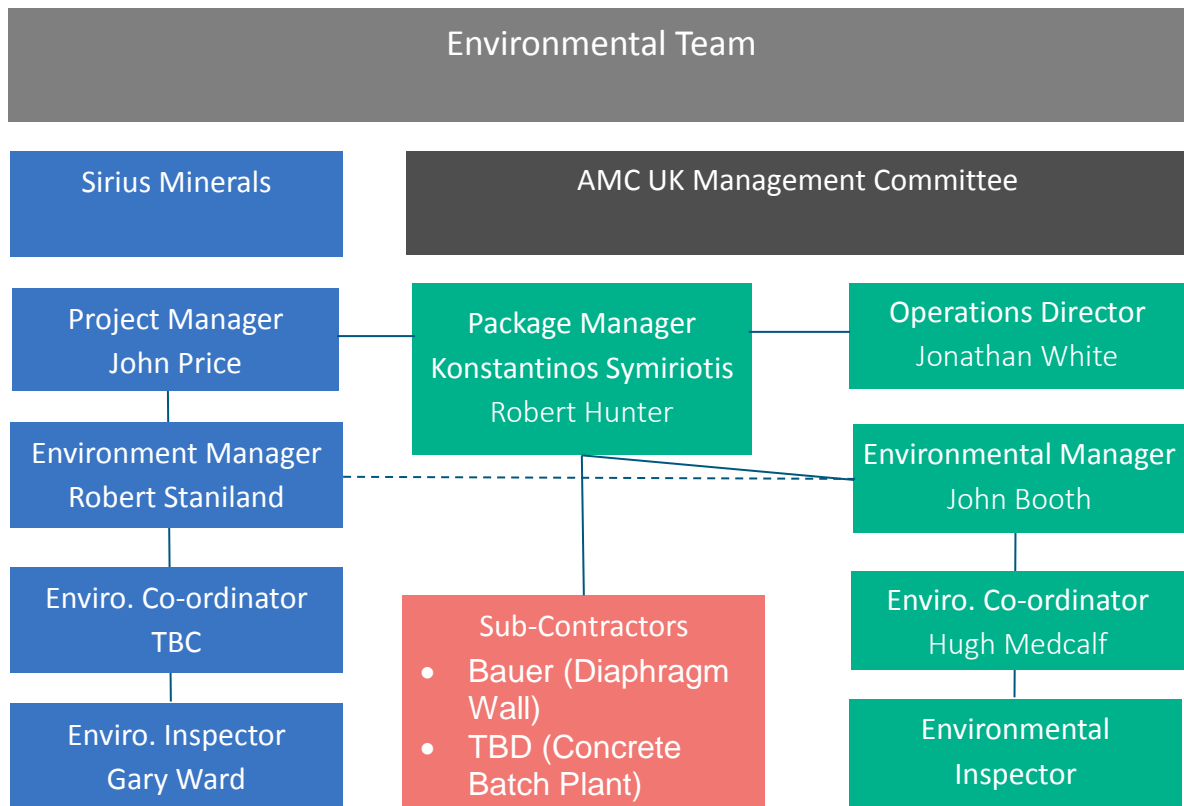 Environmental Team
Sirius Minerals
AMC UK Management Committee
Project Manager
John Price
Package Manager
Konstantinos Symiriotis
Robert Hunter
Operations Director
Jonathan White
Environment Manager
Robert Staniland
Environmental Manager
John Booth
Enviro. Co-ordinator
TBC
Sub-Contractors
• Bauer (Diaphragm
Wall)
• TBD (Concrete
Batch Plant)
Enviro. Co-ordinator
Hugh Medcalf
Enviro. Inspector
Gary Ward
Environmental
Inspector